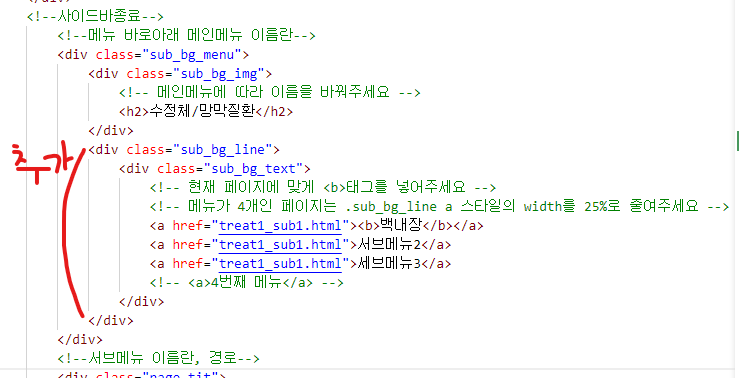 </div>
<!--사이드바종료-->
<!--메뉴 바로아래 메인메뉴 이름란-->
<div class="sub_bg_menu">
<div class="sub_bg_img">
<!-- 메인메뉴에 따라 이름을 바꿔주세요 -->
<h2>수정체/망막질환</h2>
</div>
추가
<div class="sub_bg_line">
<div class="sub_bg_text">
<!-- 현재 페이지에 맞게 <b>태그를 넣어주세요 -->
<!-- 메뉴가 4개인 페이지는 .sub_bg_line a 스타일의 width를 25%로 줄여주세요 -->
<a href="treat1_sub1.html"><b>백내장</b></a>
<a href="treat1_sub1.html">서브메뉴2</a>
<a href="treat1_sub1.html">세브메뉴3</a>
<!-- <a>4번째 메뉴</a> -->
</div>
</div>
</div>
<!--서브메뉴 이름란, 경로-->
<div class="page_tit">